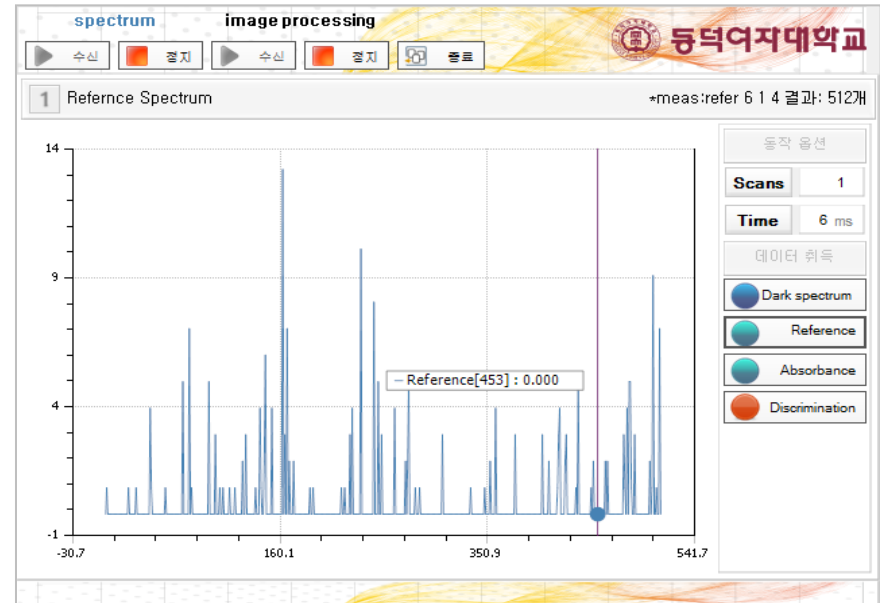 spectrum image processing
수신 정지 수신 정지 종료
동덕여자대학교
1 Refernce Spectrum
*meas:refer 6 1 4 결과: 512개
14
9
4
-1
-30.7 160.1 350.9 541.7
Reference[453] : 0.000
동작 옵션
Scans 1
Time 6 ms
데이터 취득
Dark spectrum
Reference
Absorbance
Discrimination